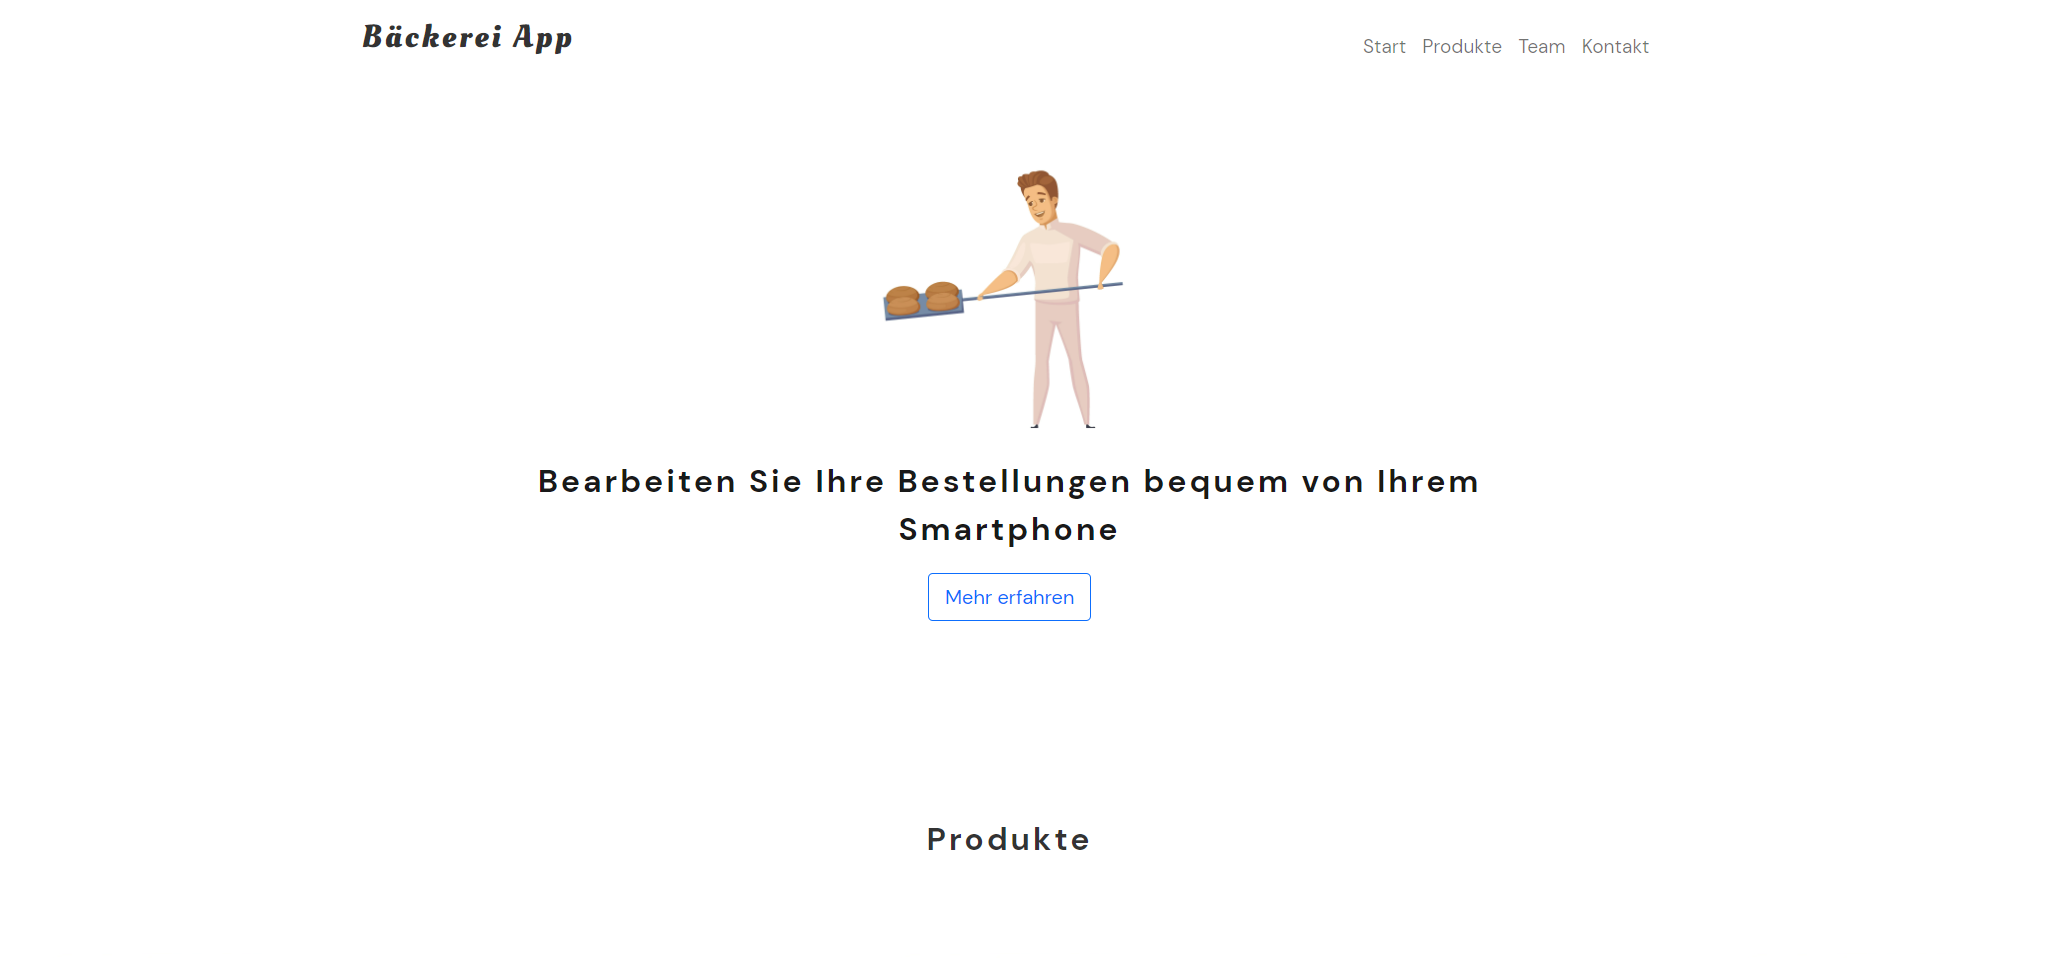 Bäckerei App
Start Produkte Team Kontakt
Bearbeiten Sie Ihre Bestellungen bequem von Ihrem
Smartphone
Mehr erfahren
Produkte